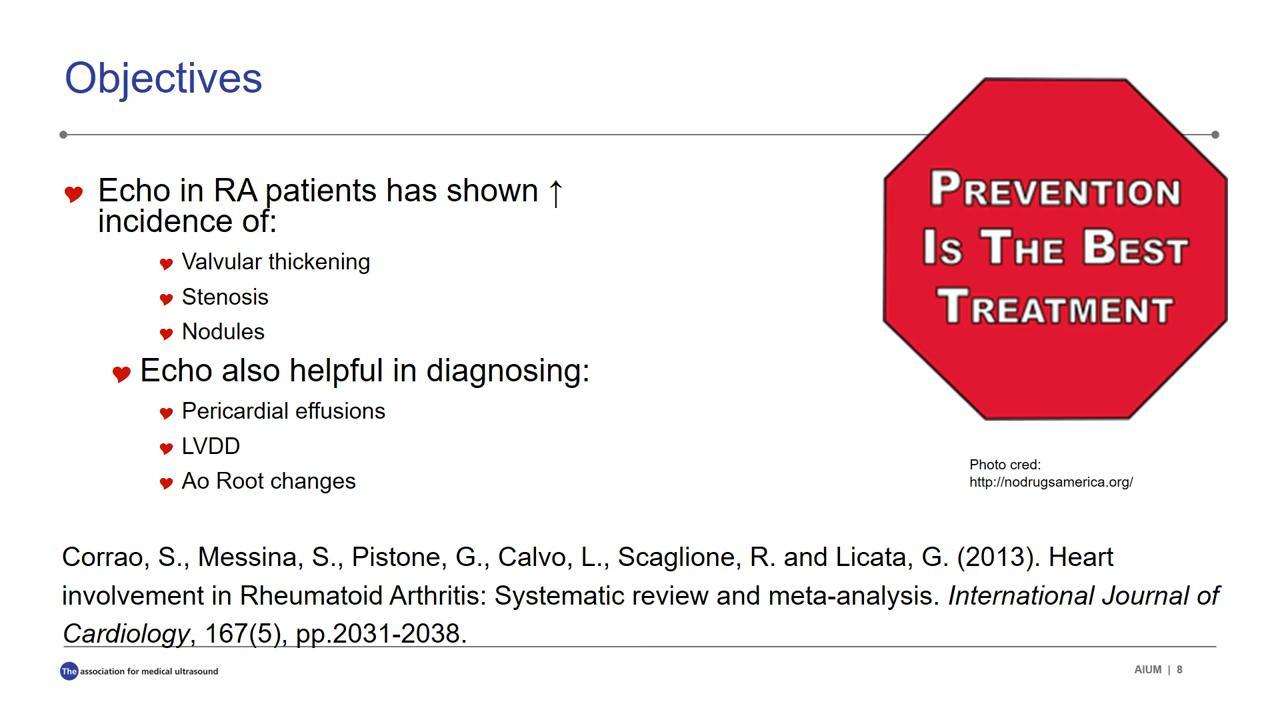 Objectives
Echo in RA patients has shown ↑
incidence of:
Valvular thickening
Stenosis
Nodules
Echo also helpful in diagnosing:
Pericardial effusions
LVDD
Ao Root changes
PREVENTION
IS THE BEST
TREATMENT
Photo cred:
http://nodrugsamerica.org/
Corrao, S., Messina, S., Pistone, G., Calvo, L., Scaglione, R. and Licata, G. (2013). Heart
involvement in Rheumatoid Arthritis: Systematic review and meta-analysis. International Journal of
Cardiology, 167(5), pp.2031-2038.
The association for medical ultrasound
AIUM | 8